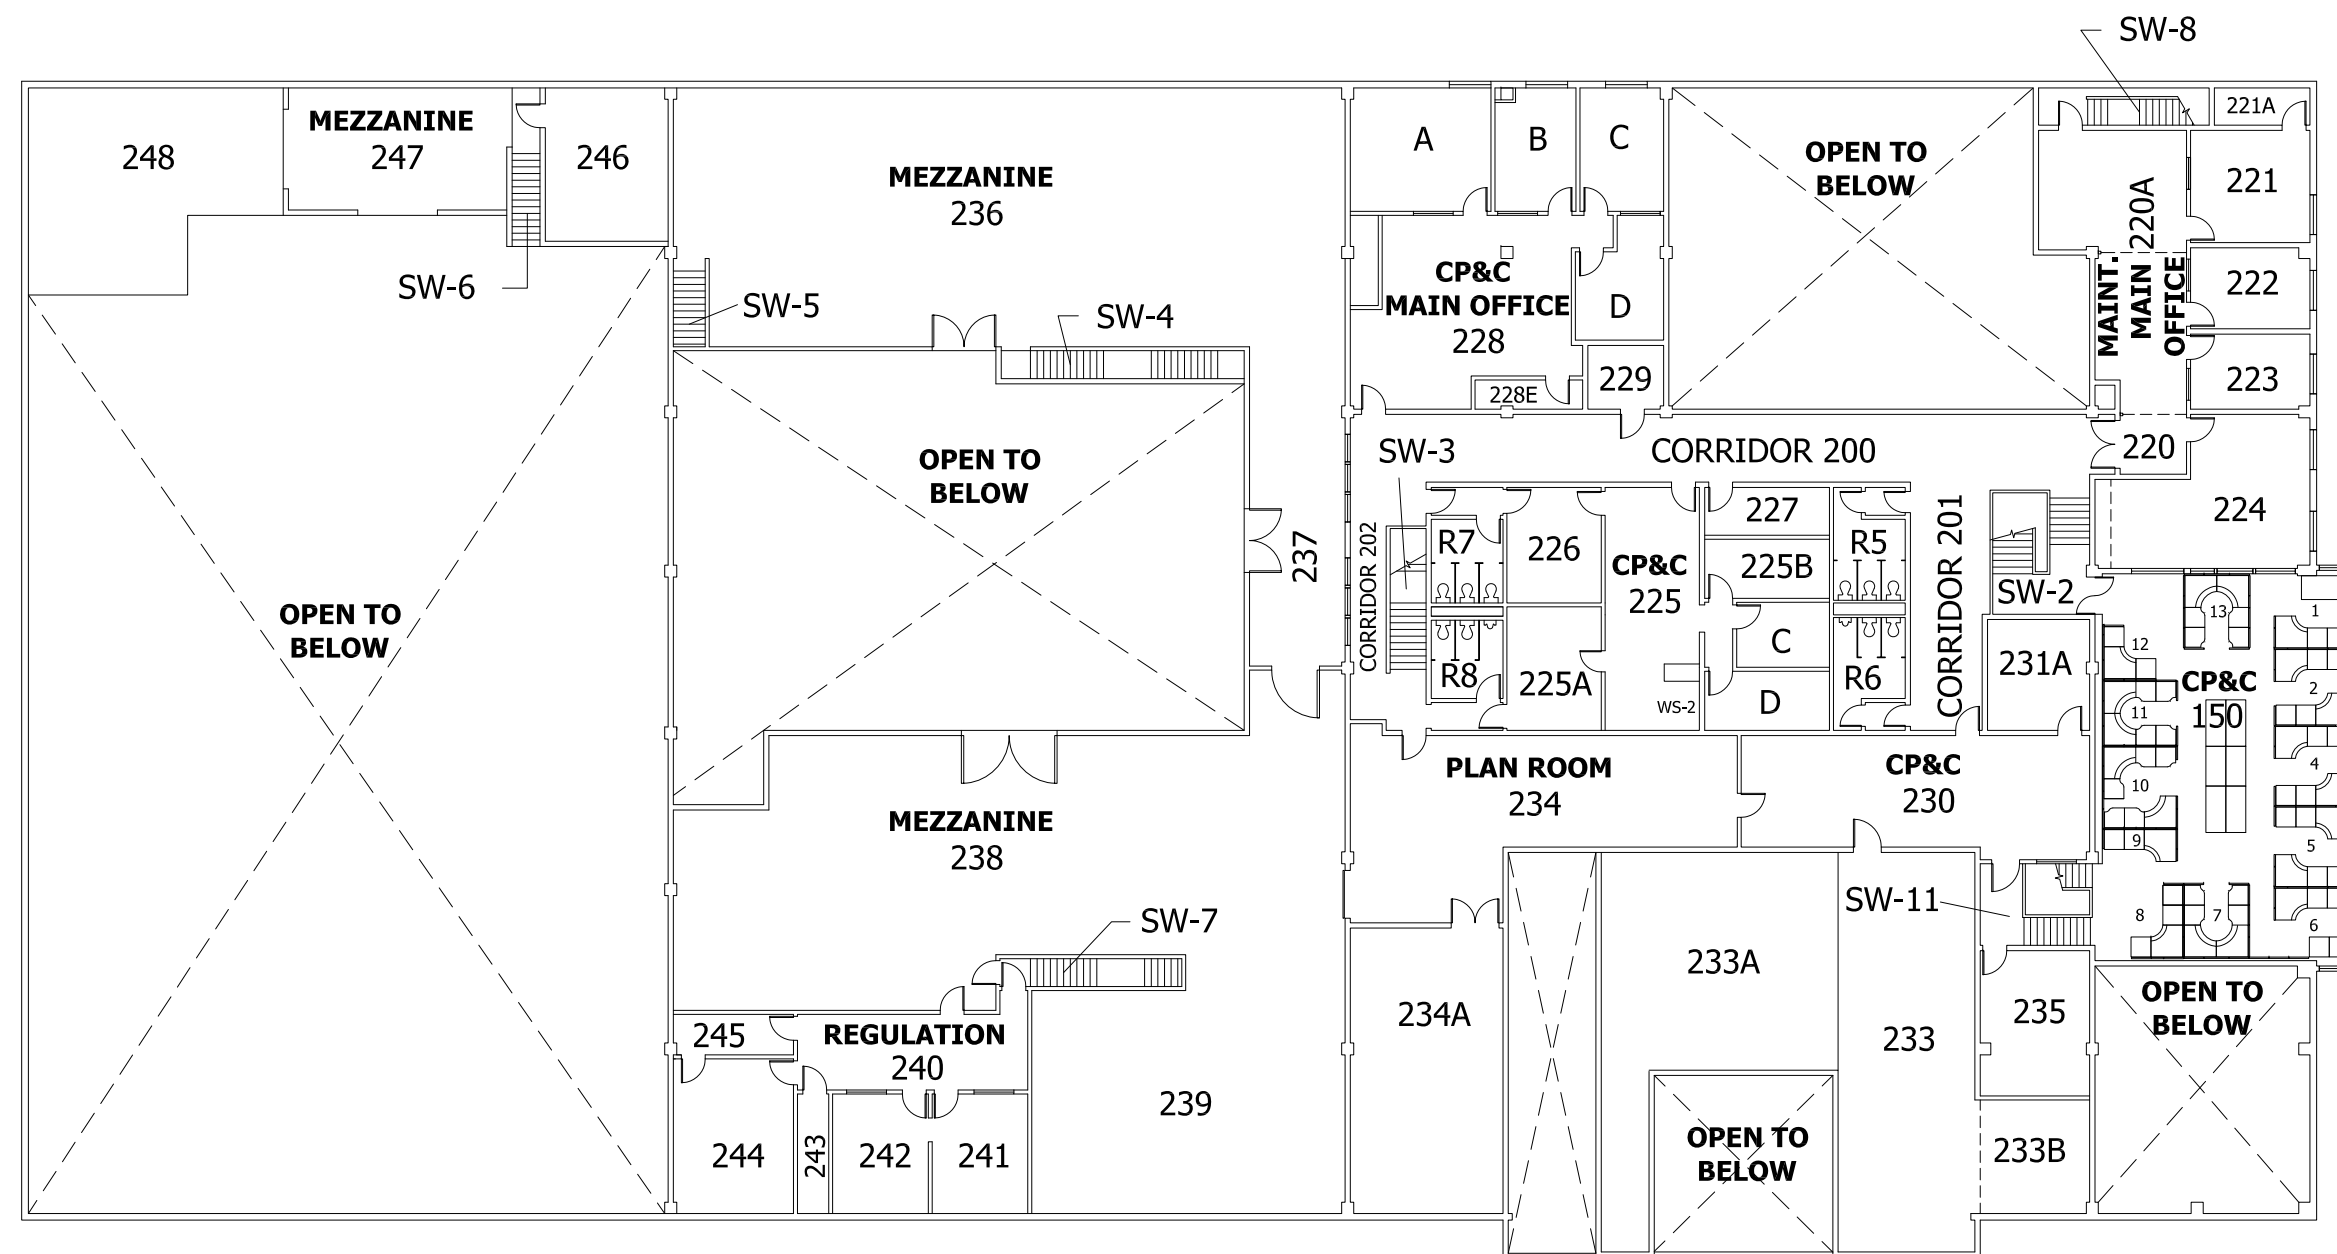 SW-8
MEZZANINE
247
248
246
SW-6
MEZZANINE
236
SW-5
SW-4
A
B
C
D
CP&C
MAIN OFFICE
228
228E
229
OPEN TO
BELOW
221A
221
220A
MAINT.
MAIN
OFFICE
222
223
220
224
OPEN TO
BELOW
OPEN TO
BELOW
237
SW-3
CORRIDOR 200
CORRIDOR 202
CORRIDOR 201
R7
R8
226
225A
CP&C
225
WS-2
227
225B
C
D
R5
R6
SW-2
231A
CP&C
150
13
1
12
2
11
4
10
9
5
8
7
6
MEZZANINE
238
SW-7
PLAN ROOM
234
CP&C
230
SW-11
234A
233A
233
235
233B
OPEN TO
BELOW
OPEN TO
BELOW
245
REGULATION
240
244
243
242
241
239